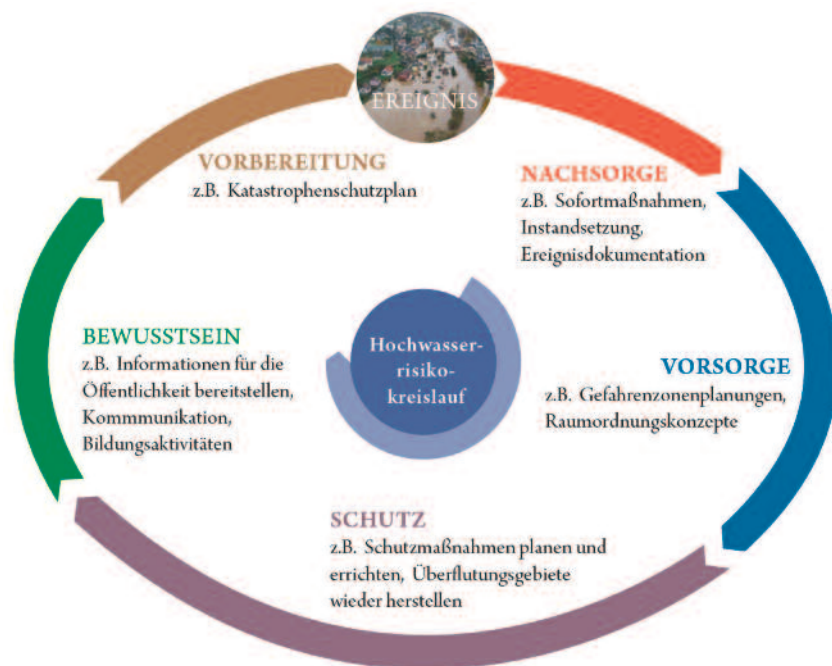 EREIGNIS
NACHSORGE
z.B. Sofortmaßnahmen,
Instandsetzung,
Ereignisdokumentation
VORSORGE
z.B. Gefahrenzonenplanungen,
Raumordnungskonzepte
SCHUTZ
z.B. Schutzmaßnahmen planen und
errichten, Überflutungsgebiete
wieder herstellen
BEWUSSTSEIN
z.B. Informationen für die
Öffentlichkeit bereitstellen,
Kommmunikation,
Bildungsaktivitäten
VORBEREITUNG
z.B. Katastrophenschutzplan
Hochwasser-
risiko-
kreislauf